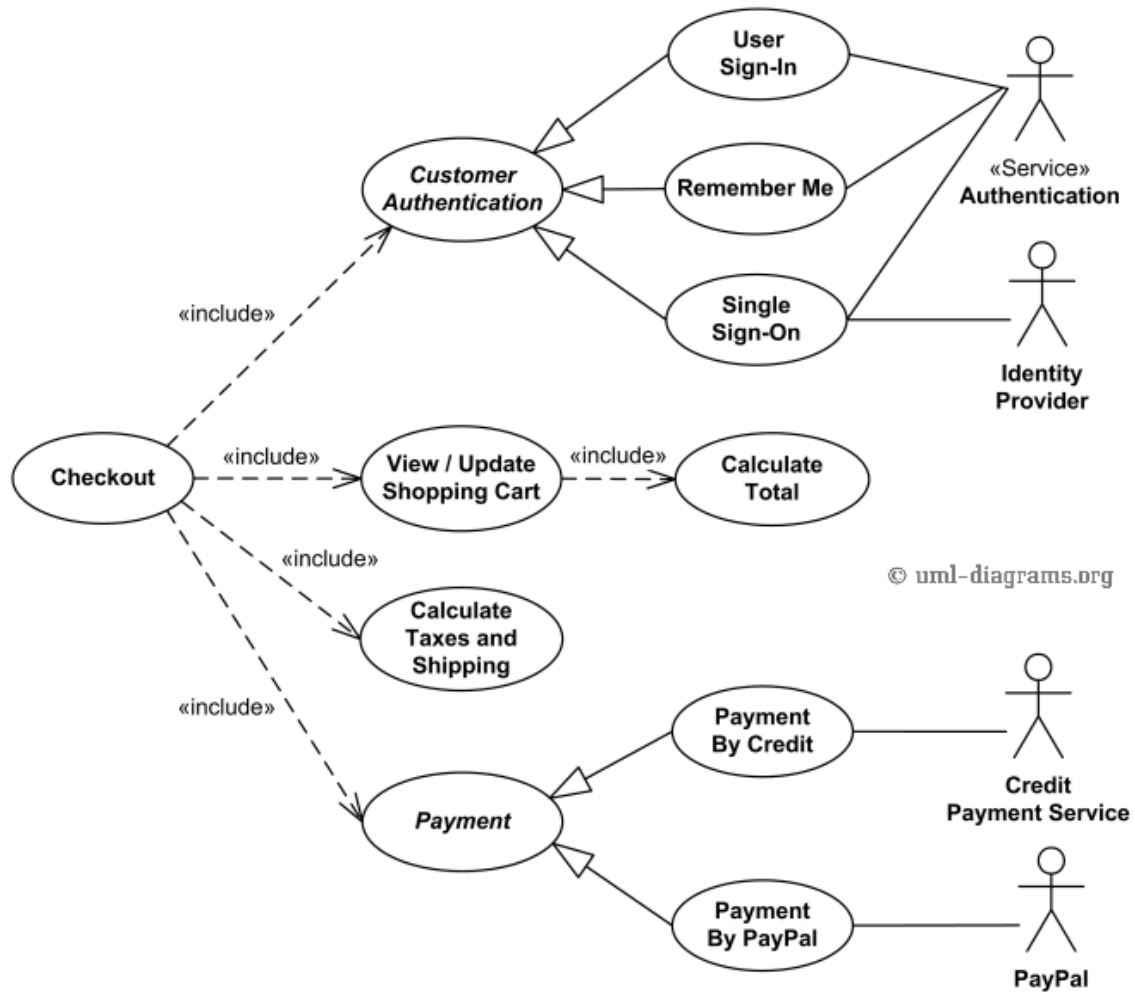 User
Sign-In
«Service»
Authentication
Customer
Authentication
Remember Me
Single
Sign-On
Identity
Provider
«include»
Checkout
«include»
View / Update
Shopping Cart
«include»
Calculate
Total
«include»
Calculate
Taxes and
Shipping
© uml-diagrams.org
«include»
Payment
Payment
By Credit
Credit
Payment Service
Payment
By PayPal
PayPal